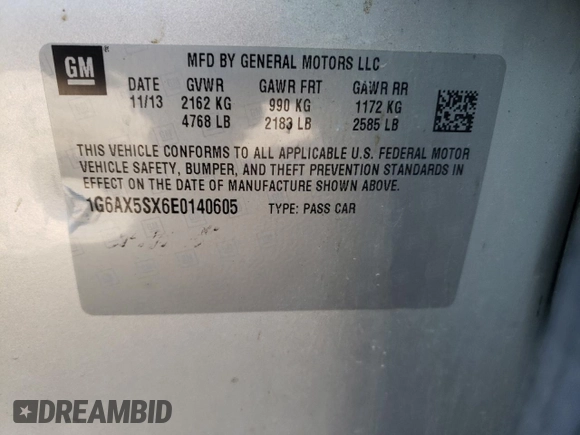 GM
MFD BY GENERAL MOTORS LLC
DATE GVWR GAWR FRT GAWR RR
11/13 2162 KG 990 KG 1172 KG
4768 LB 2183 LB 2585 LB
THIS VEHICLE CONFORMS TO ALL APPLICABLE U.S. FEDERAL MOTOR
VEHICLE SAFETY, BUMPER, AND THEFT PREVENTION STANDARDS IN
EFFECT ON THE DATE OF MANUFACTURE SHOWN ABOVE.
1G6AX5SX6E0140605 TYPE: PASS CAR
DREAMBID